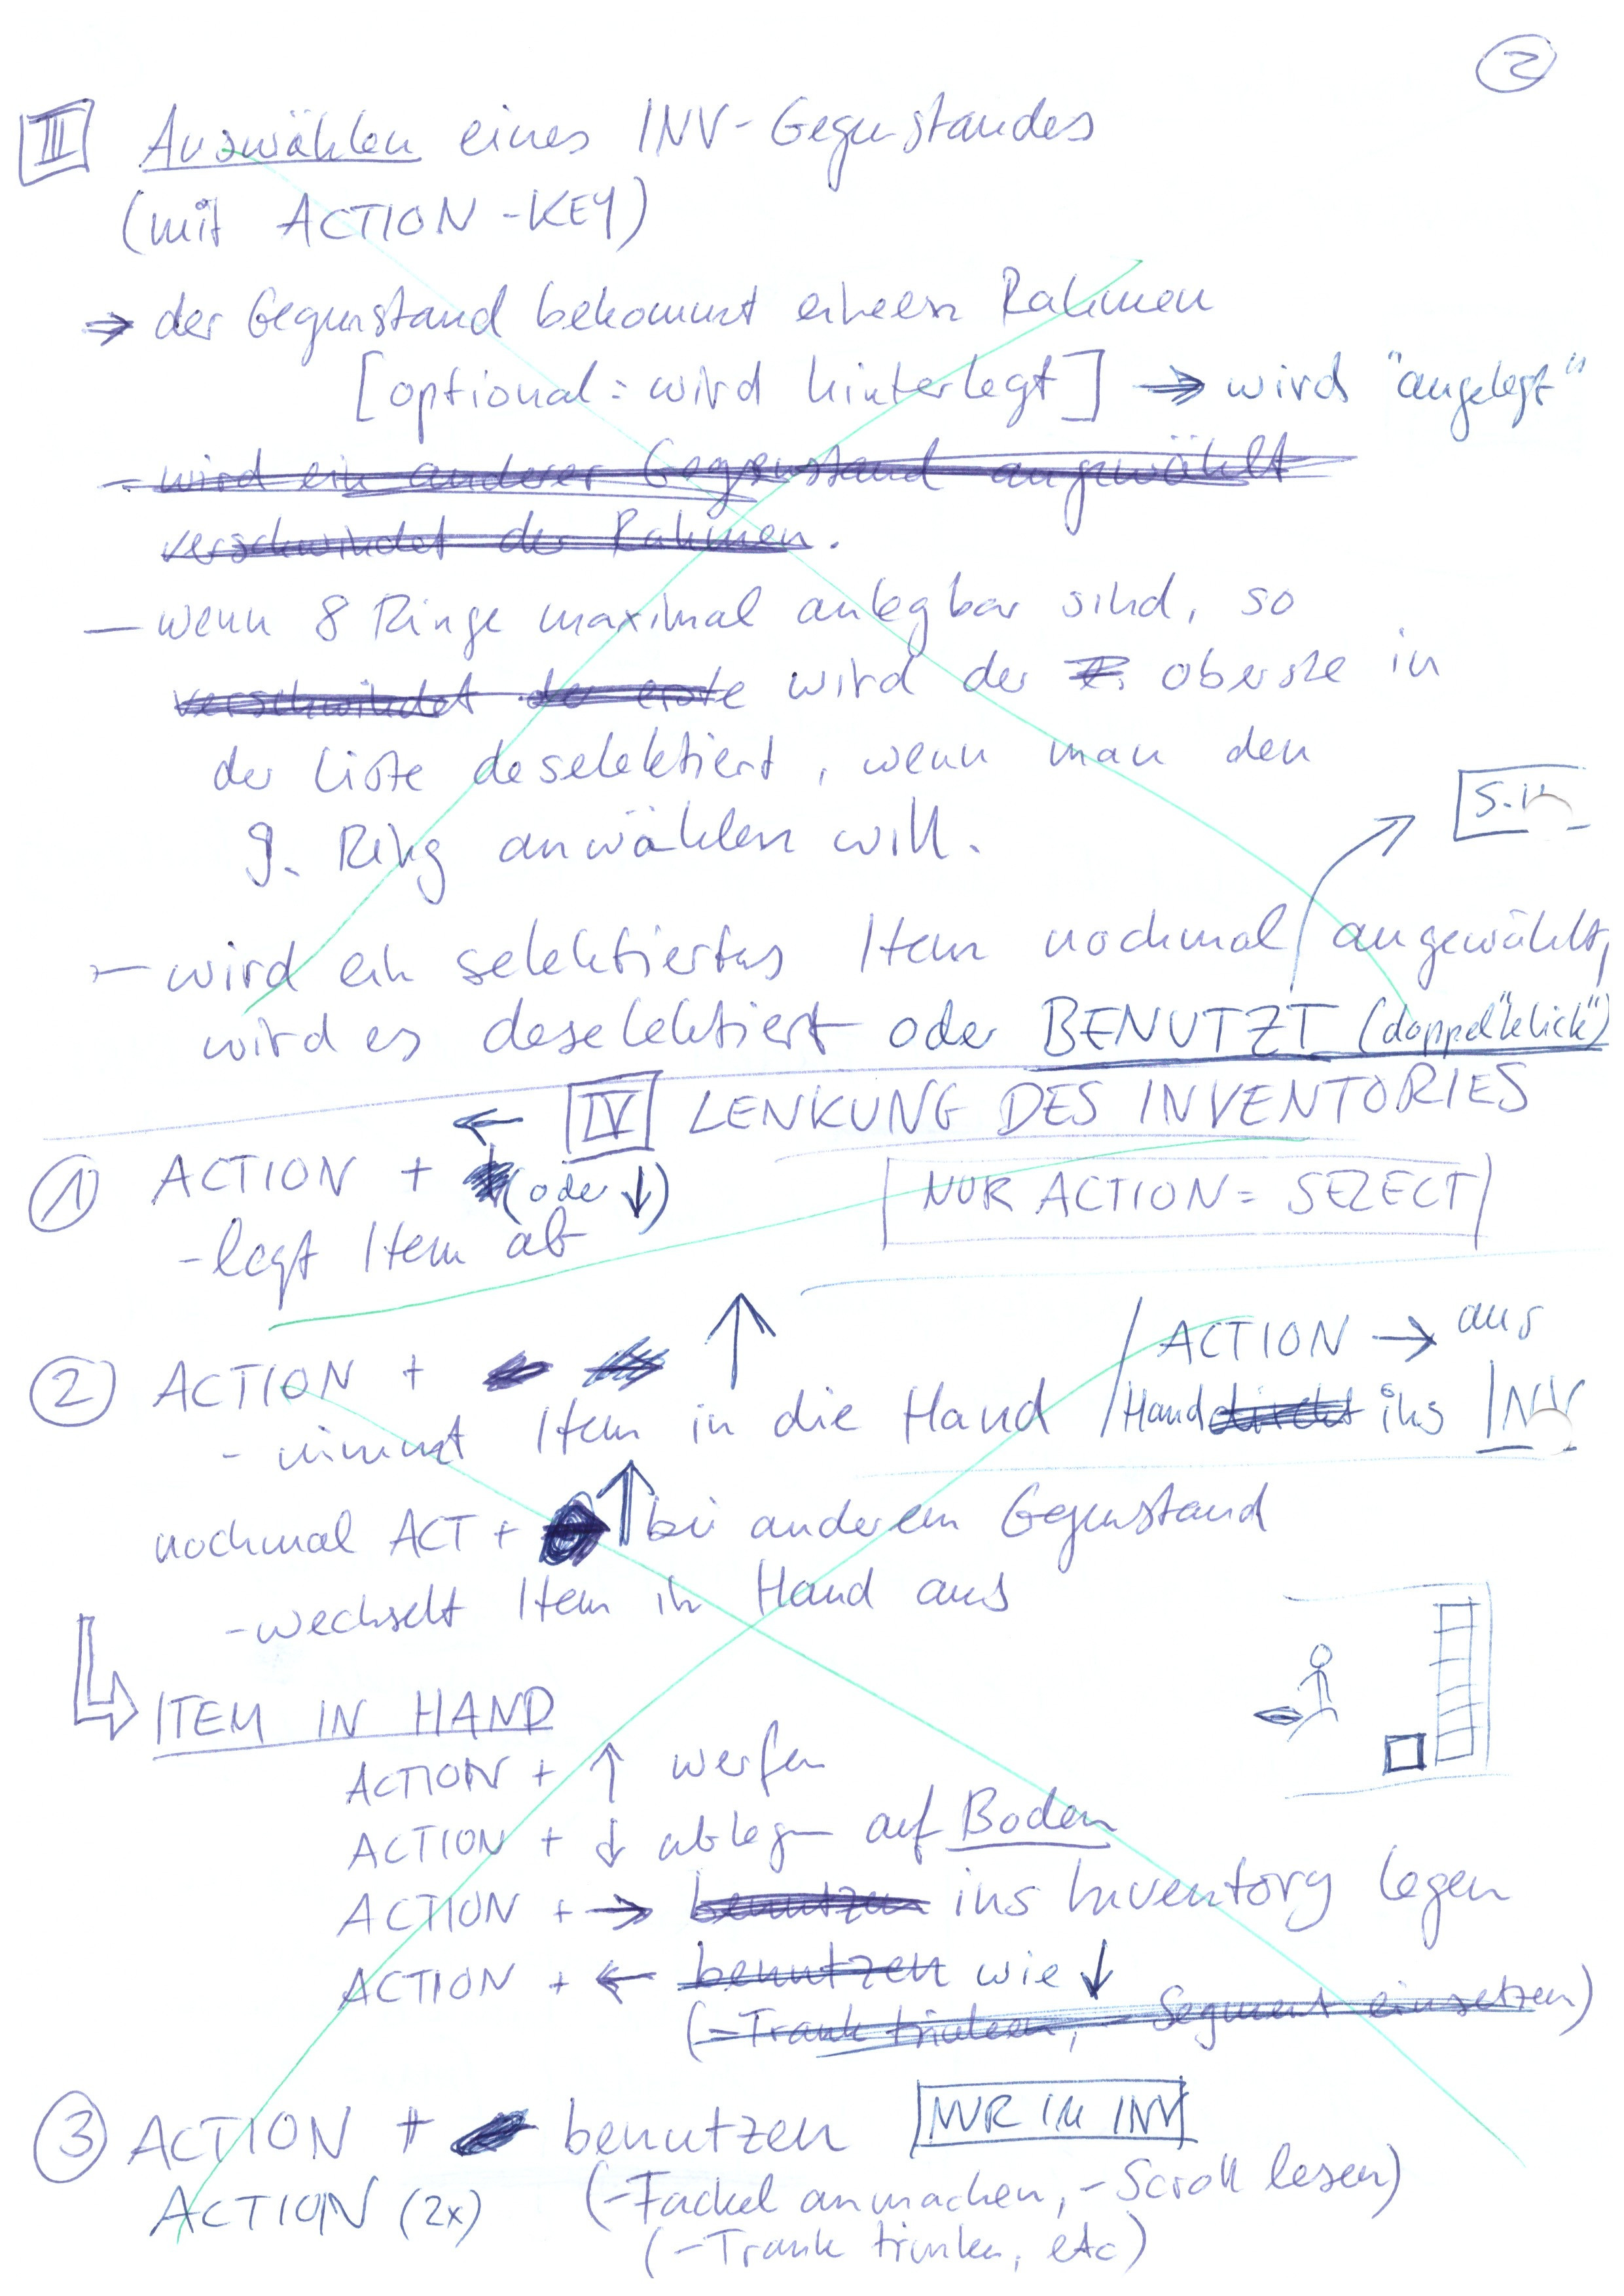 2
III Auswählen eines INV-Gegenstandes
(mit ACTION-KEY)
⇒ der Gegenstand bekommt einen Rahmen
[optional: wird hinterlegt] → wird "angelegt"
- wird ein anderer Gegenstand angewählt
verschwindet der Rahmen.
- wenn 8 Ringe maximal anlegbar sind, so
verschwindet der erste wird der oberste in
der Liste deselektiert, wenn man den
9. Ring anwählen will.
- wird ein selektiertes Item nochmal angewählt,
wird es deselektiert oder BENUTZT (doppel"klick")
← IV LENKUNG DES INVENTORIES
① ACTION + (oder ↓)
NUR ACTION = SELECT
- legt Item ab
② ACTION + ↑
- nimmt Item in die Hand
ACTION → aus
Hand direkt ins INV
nochmal ACT + ↑ bei anderem Gegenstand
- wechselt Item in Hand aus
ITEM IN HAND
ACTION + ↑ werfen
ACTION + ↓ ablegen auf Boden
ACTION + → benutzen ins Inventory legen
ACTION + ← benutzen wie ↓
(- Trank trinken, - Segment einsetzen)
③ ACTION + benutzen NUR IM INV
ACTION (2x) (- Fackel anmachen, - Scroll lesen)
(- Trank trinken, etc)